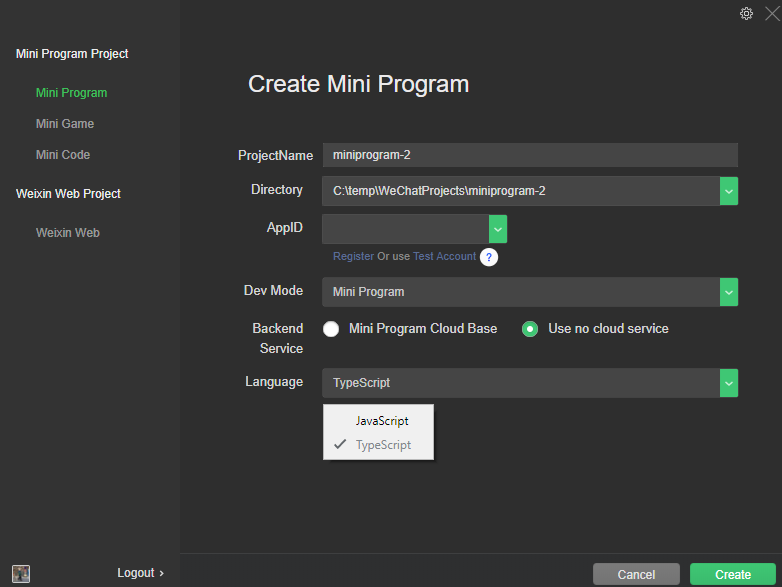 Mini Program Project
Mini Program
Mini Game
Mini Code
Weixin Web Project
Weixin Web
Logout ›
Create Mini Program
ProjectName miniprogram-2
Directory C:\temp\WeChatProjects\miniprogram-2
AppID
Register Or use Test Account ?
Dev Mode Mini Program
Backend Service
Mini Program Cloud Base Use no cloud service
Language TypeScript
JavaScript
TypeScript
Cancel Create